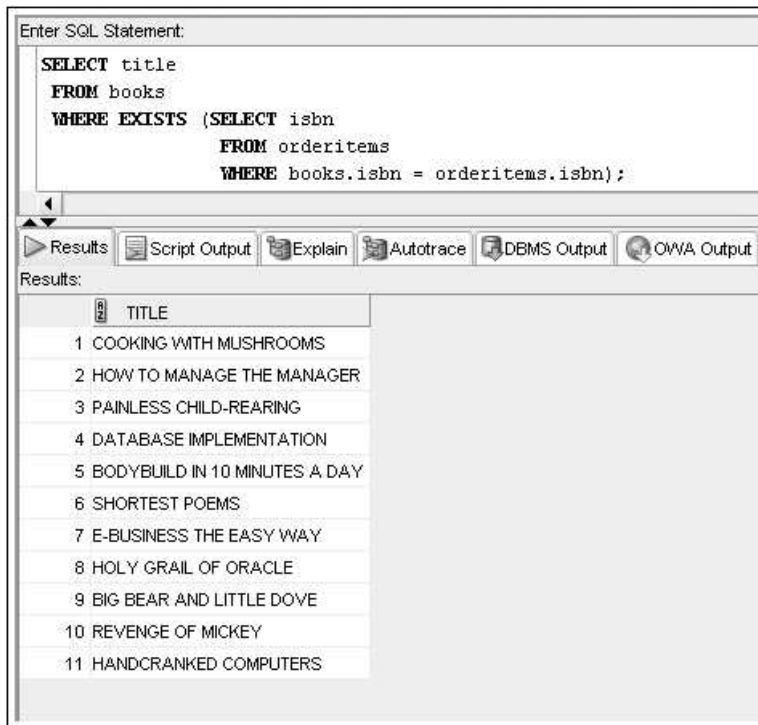 Enter SQL Statement:
SELECT title
FROM books
WHERE EXISTS (SELECT isbn
FROM orderitems
WHERE books.isbn = orderitems.isbn);
Results Script Output Explain Autotrace DBMS Output OWA Output
Results:
TITLE
1 COOKING WITH MUSHROOMS
2 HOW TO MANAGE THE MANAGER
3 PAINLESS CHILD-REARING
4 DATABASE IMPLEMENTATION
5 BODYBUILD IN 10 MINUTES A DAY
6 SHORTEST POEMS
7 E-BUSINESS THE EASY WAY
8 HOLY GRAIL OF ORACLE
9 BIG BEAR AND LITTLE DOVE
10 REVENGE OF MICKEY
11 HANDCRANKED COMPUTERS